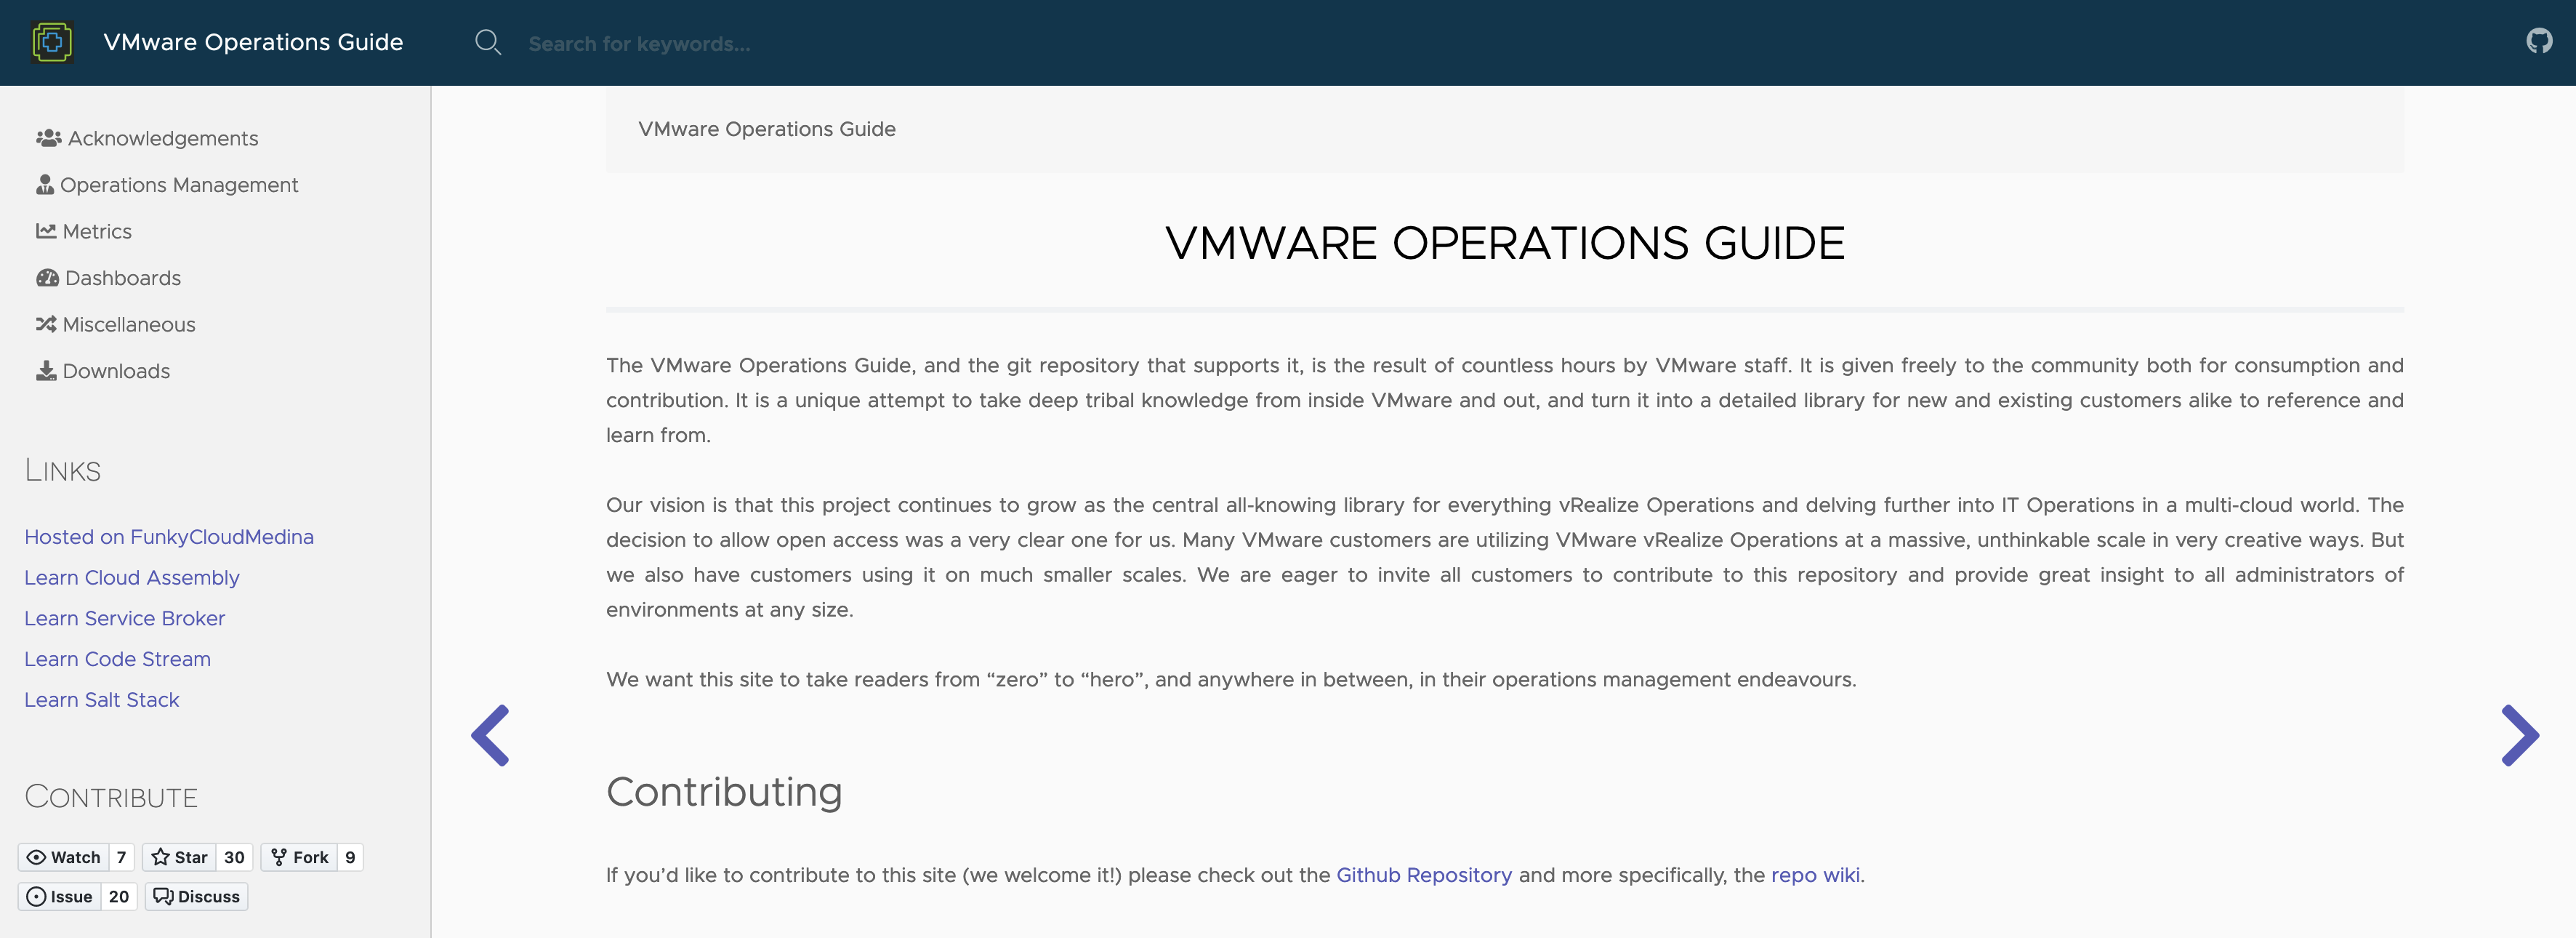 VMware Operations Guide
Search for keywords...
Acknowledgements
Operations Management
Metrics
Dashboards
Miscellaneous
Downloads
LINKS
Hosted on FunkyCloudMedina
Learn Cloud Assembly
Learn Service Broker
Learn Code Stream
Learn Salt Stack
CONTRIBUTE
Watch 7 Star 30 Fork 9
Issue 20 Discuss
VMware Operations Guide
VMWARE OPERATIONS GUIDE
The VMware Operations Guide, and the git repository that supports it, is the result of countless hours by VMware staff. It is given freely to the community both for consumption and
contribution. It is a unique attempt to take deep tribal knowledge from inside VMware and out, and turn it into a detailed library for new and existing customers alike to reference and
learn from.
Our vision is that this project continues to grow as the central all-knowing library for everything vRealize Operations and delving further into IT Operations in a multi-cloud world. The
decision to allow open access was a very clear one for us. Many VMware customers are utilizing VMware vRealize Operations at a massive, unthinkable scale in very creative ways. But
we also have customers using it on much smaller scales. We are eager to invite all customers to contribute to this repository and provide great insight to all administrators of
environments at any size.
We want this site to take readers from “zero” to “hero”, and anywhere in between, in their operations management endeavours.
Contributing
If you’d like to contribute to this site (we welcome it!) please check out the Github Repository and more specifically, the repo wiki.